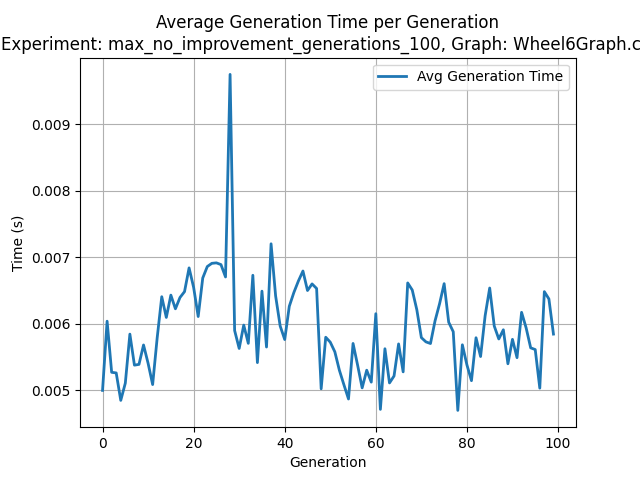 Average Generation Time per Generation
Experiment: max_no_improvement_generations_100, Graph: Wheel6Graph.c
Avg Generation Time
0.009
0.008
0.007
0.006
0.005
Time (s)
0
20
40
60
80
100
Generation